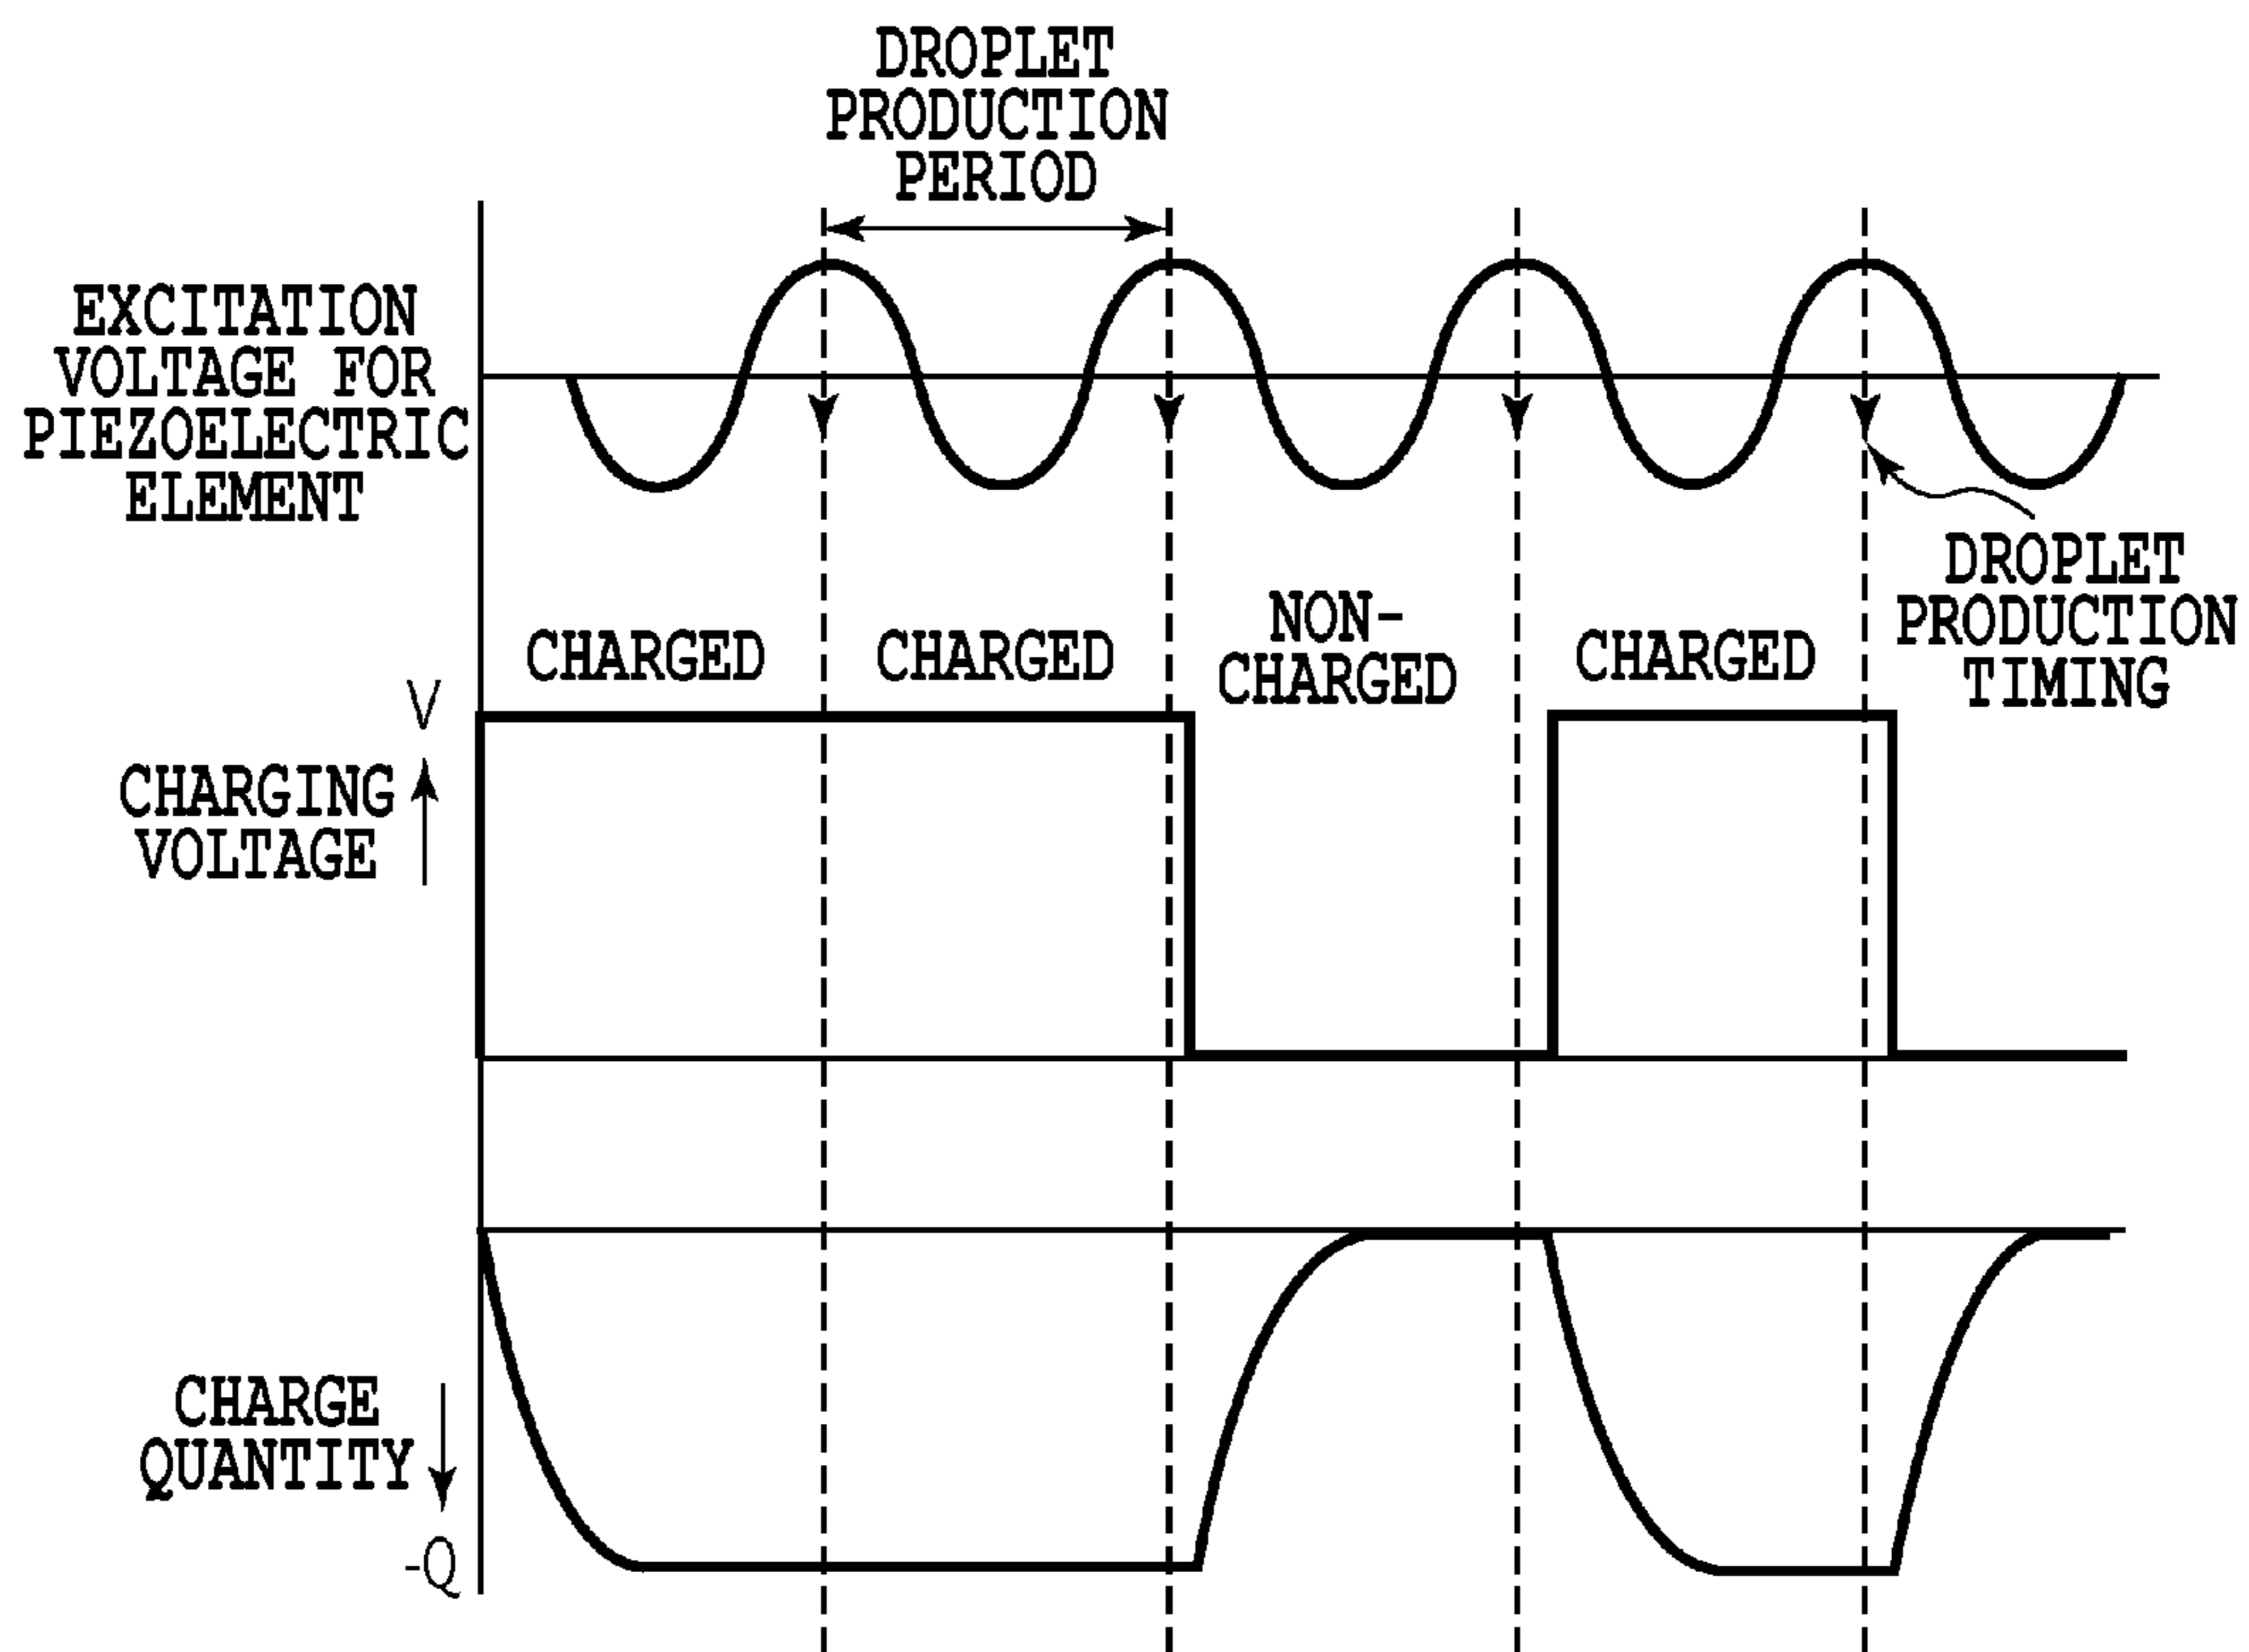 DROPLET
PRODUCTION
PERIOD
EXCITATION
VOLTAGE FOR
PIEZOELECTRIC
ELEMENT
DROPLET
PRODUCTION
TIMING
CHARGED
CHARGED
NON-
CHARGED
CHARGED
V
CHARGING
VOLTAGE
CHARGE
QUANTITY
-Q